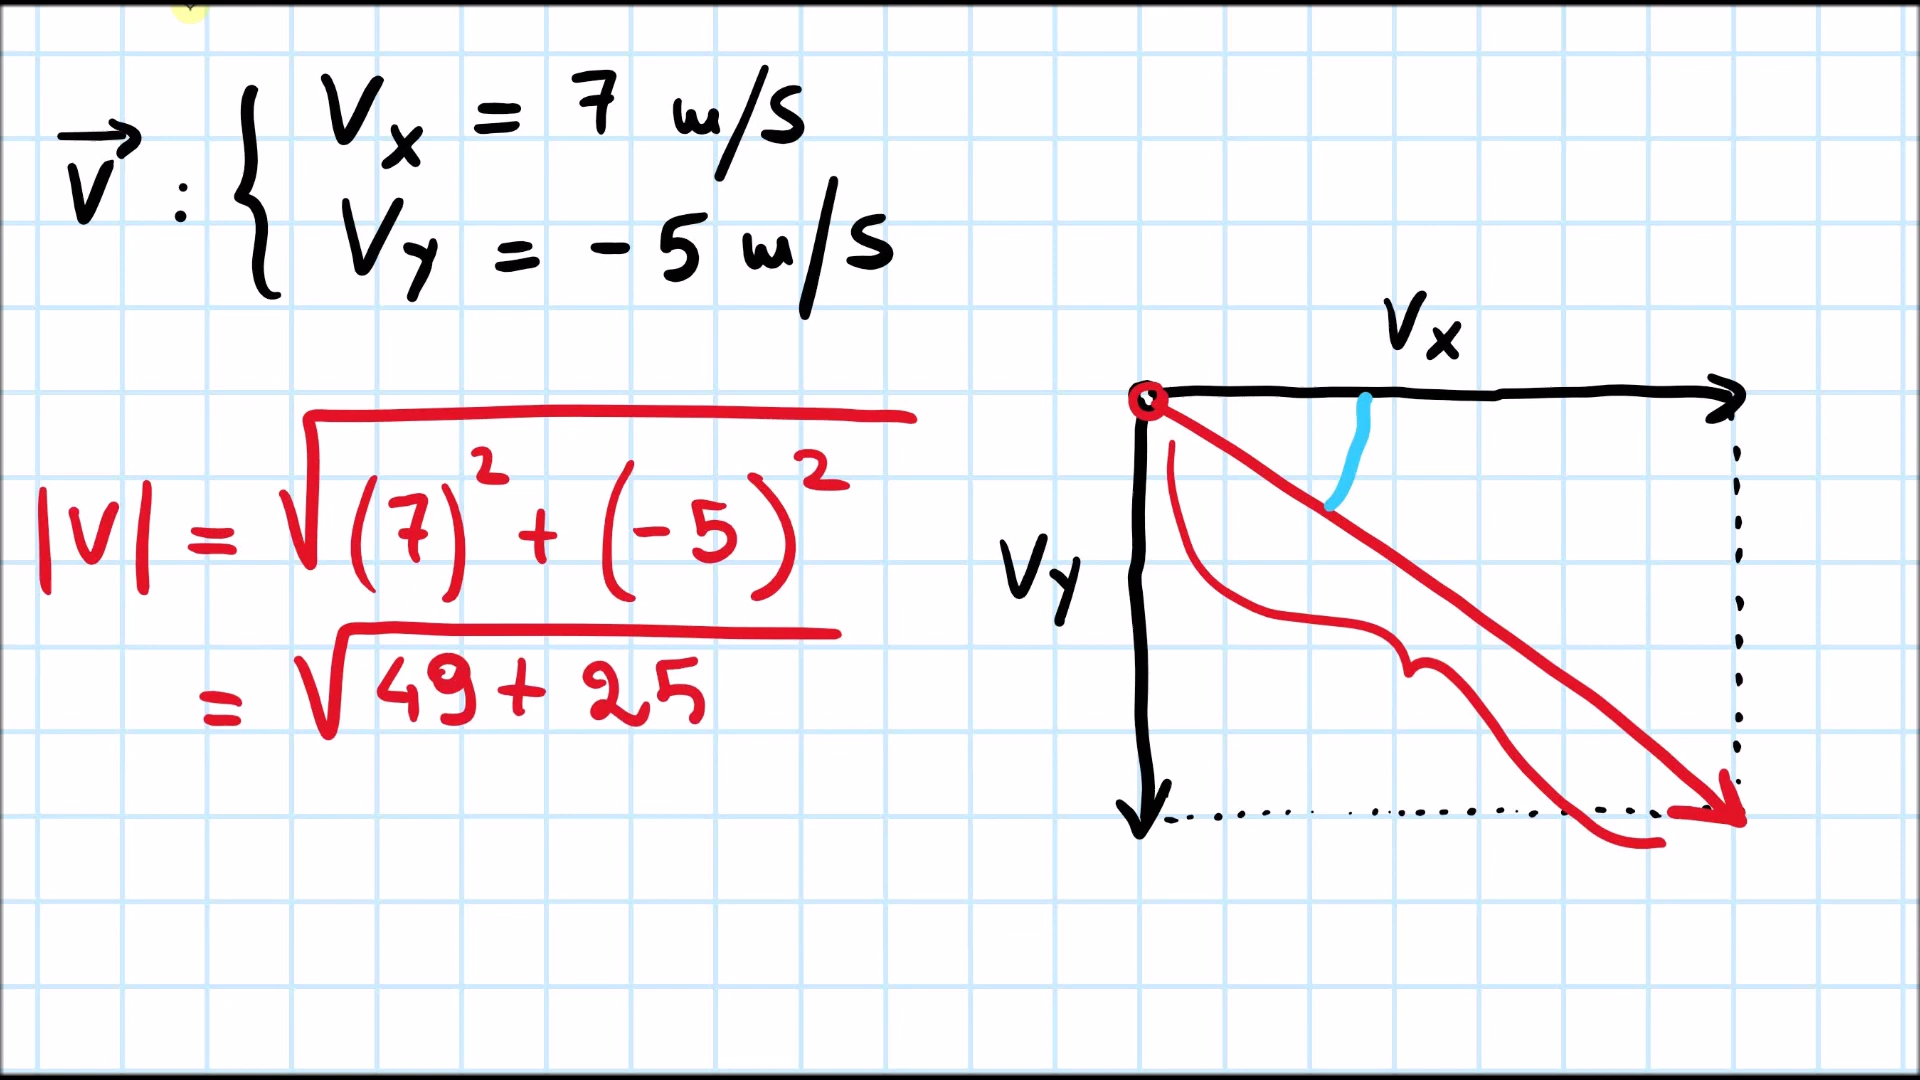 V⃗ : { Vx = 7 m/s
Vy = -5 m/s
|V| = √(7)² + (-5)²
= √49 + 25
Vx
Vy